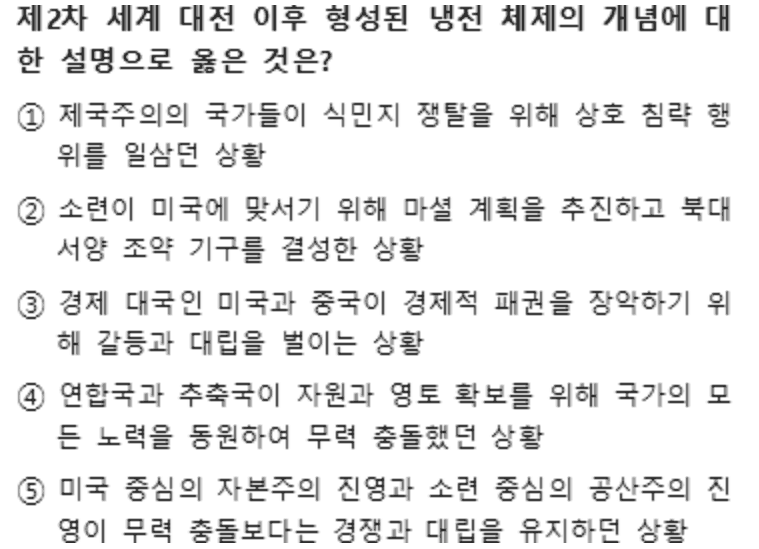 제2차 세계 대전 이후 형성된 냉전 체제의 개념에 대
한 설명으로 옳은 것은?
① 제국주의의 국가들이 식민지 쟁탈을 위해 상호 침략 행
위를 일삼던 상황
② 소련이 미국에 맞서기 위해 마셜 계획을 추진하고 북대
서양 조약 기구를 결성한 상황
③ 경제 대국인 미국과 중국이 경제적 패권을 장악하기 위
해 갈등과 대립을 벌이는 상황
④ 연합국과 추축국이 자원과 영토 확보를 위해 국가의 모
든 노력을 동원하여 무력 충돌했던 상황
⑤ 미국 중심의 자본주의 진영과 소련 중심의 공산주의 진
영이 무력 충돌보다는 경쟁과 대립을 유지하던 상황